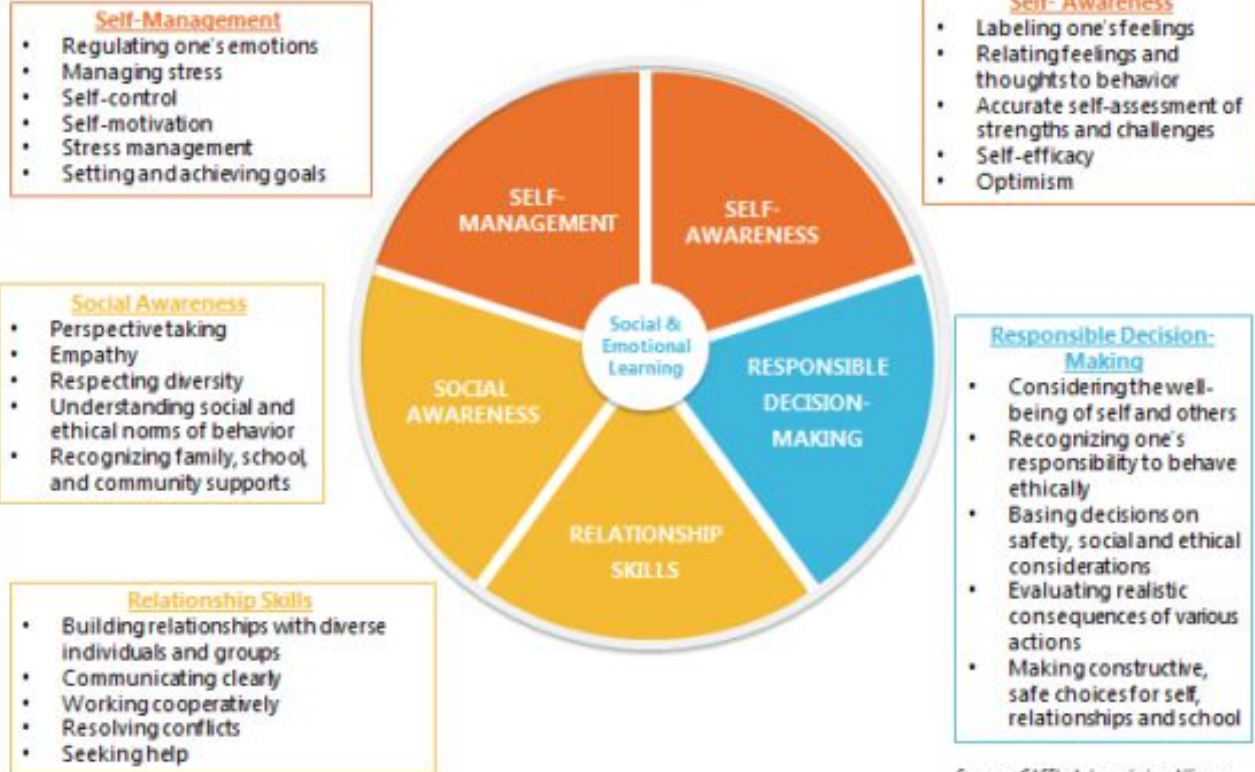 Self-Management
• Regulating one's emotions
• Managing stress
• Self-control
• Self-motivation
• Stress management
• Setting and achieving goals
Self- Awareness
• Labeling one's feelings
• Relating feelings and
thoughts to behavior
• Accurate self-assessment of
strengths and challenges
• Self-efficacy
• Optimism
SELF-
MANAGEMENT
SELF-
AWARENESS
Social &
Emotional
Learning
SOCIAL
AWARENESS
RESPONSIBLE
DECISION-
MAKING
RELATIONSHIP
SKILLS
Social Awareness
• Perspective taking
• Empathy
• Respecting diversity
• Understanding social and
ethical norms of behavior
• Recognizing family, school,
and community supports
Responsible Decision-
Making
• Considering the well-
being of self and others
• Recognizing one's
responsibility to behave
ethically
• Basing decisions on
safety, social and ethical
considerations
• Evaluating realistic
consequences of various
actions
• Making constructive,
safe choices for self,
relationships and school
Relationship Skills
• Building relationships with diverse
individuals and groups
• Communicating clearly
• Working cooperatively
• Resolving conflicts
• Seeking help